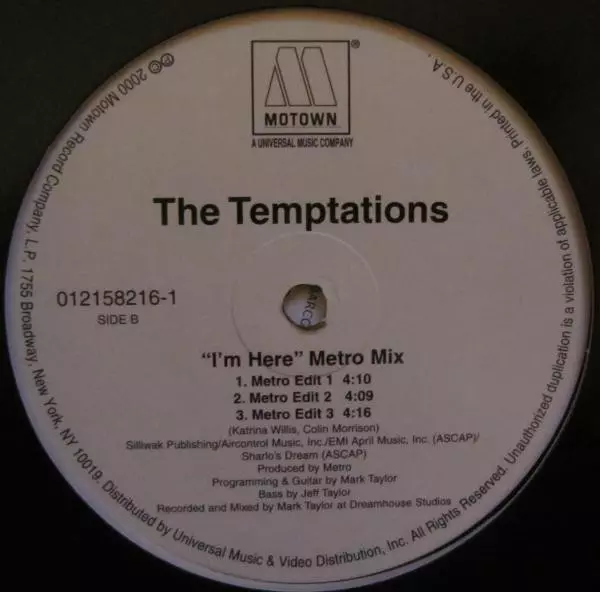 MOTOWN
®
A UNIVERSAL MUSIC COMPANY
The Temptations
012158216-1
SIDE B
"I'm Here" Metro Mix
1. Metro Edit 1 4:10
2. Metro Edit 2 4:09
3. Metro Edit 3 4:16
(Katrina Willis, Colin Morrison)
Silliwak Publishing/Aircontrol Music, Inc./EMI April Music, Inc. (ASCAP)/
Sharlo's Dream (ASCAP)
Produced by Metro
Programming & Guitar by Mark Taylor
Bass by Jeff Taylor
Recorded and Mixed by Mark Taylor at Dreamhouse Studios
℗© 2000 Motown Record Company, L.P. 1755 Broadway, New York, NY 10019. Distributed by Universal Music & Video Distribution, Inc. All Rights Reserved. Unauthorized duplication is a violation of applicable laws. Printed in the U.S.A.